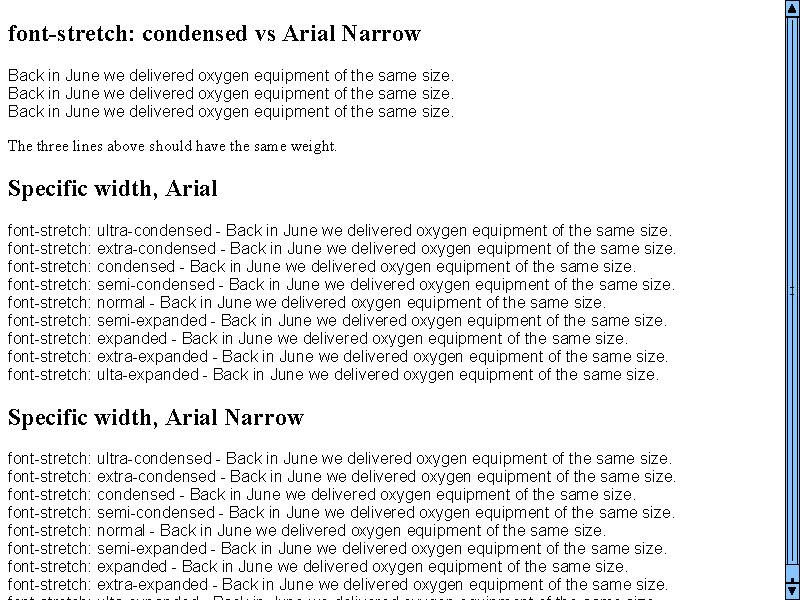 font-stretch: condensed vs Arial Narrow
Back in June we delivered oxygen equipment of the same size.
Back in June we delivered oxygen equipment of the same size.
Back in June we delivered oxygen equipment of the same size.
The three lines above should have the same weight.
Specific width, Arial
font-stretch: ultra-condensed - Back in June we delivered oxygen equipment of the same size.
font-stretch: extra-condensed - Back in June we delivered oxygen equipment of the same size.
font-stretch: condensed - Back in June we delivered oxygen equipment of the same size.
font-stretch: semi-condensed - Back in June we delivered oxygen equipment of the same size.
font-stretch: normal - Back in June we delivered oxygen equipment of the same size.
font-stretch: semi-expanded - Back in June we delivered oxygen equipment of the same size.
font-stretch: expanded - Back in June we delivered oxygen equipment of the same size.
font-stretch: extra-expanded - Back in June we delivered oxygen equipment of the same size.
font-stretch: ulta-expanded - Back in June we delivered oxygen equipment of the same size.
Specific width, Arial Narrow
font-stretch: ultra-condensed - Back in June we delivered oxygen equipment of the same size.
font-stretch: extra-condensed - Back in June we delivered oxygen equipment of the same size.
font-stretch: condensed - Back in June we delivered oxygen equipment of the same size.
font-stretch: semi-condensed - Back in June we delivered oxygen equipment of the same size.
font-stretch: normal - Back in June we delivered oxygen equipment of the same size.
font-stretch: semi-expanded - Back in June we delivered oxygen equipment of the same size.
font-stretch: expanded - Back in June we delivered oxygen equipment of the same size.
font-stretch: extra-expanded - Back in June we delivered oxygen equipment of the same size.